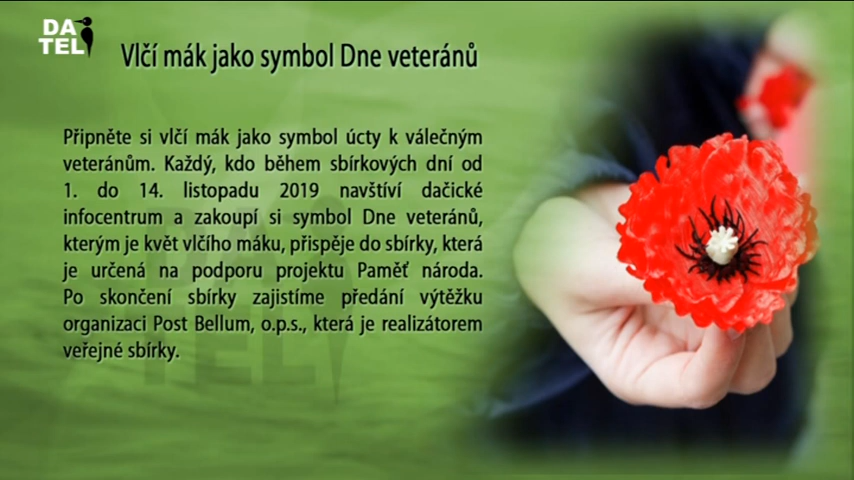 DA
TEL
Vlčí mák jako symbol Dne veteránů
Připněte si vlčí mák jako symbol úcty k válečným
veteránům. Každý, kdo během sbírkových dní od
1. do 14. listopadu 2019 navštíví dačické
infocentrum a zakoupí si symbol Dne veteránů,
kterým je květ vlčího máku, přispěje do sbírky, která
je určená na podporu projektu Paměť národa.
Po skončení sbírky zajistíme předání výtěžku
organizaci Post Bellum, o.p.s., která je realizátorem
veřejné sbírky.
DA
TEL